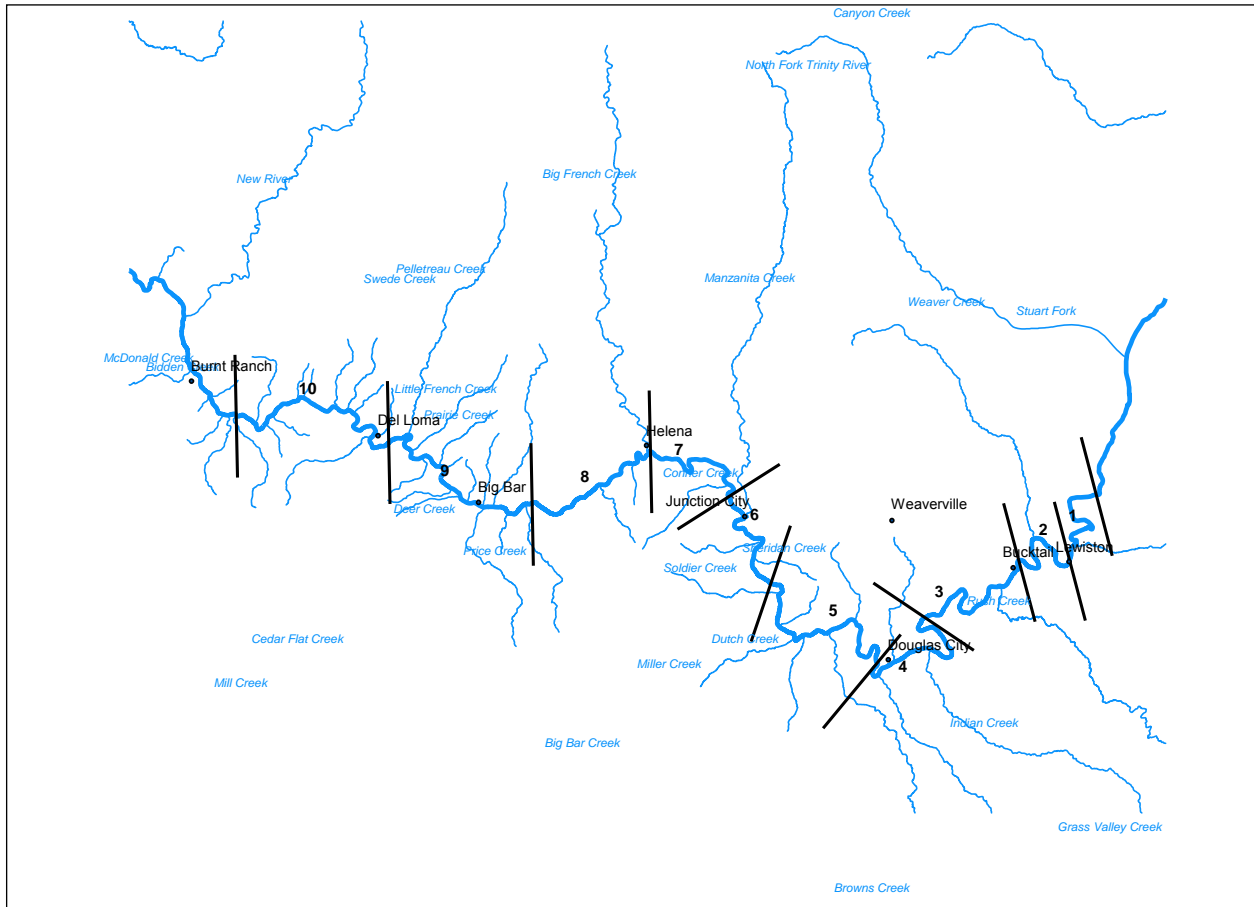 Canyon Creek
North Fork Trinity River
Big French Creek
New River
Pelletreau Creek
Swede Creek
Manzanita Creek
Weaver Creek
Stuart Fork
McDonald Creek
Bidden Creek
Burnt Ranch
10
Little French Creek
Prairie Creek
Del Loma
Helena
7
9
8
Conner Creek
Big Bar
Junction City
Deer Creek
6
Weaverville
1
2
Price Creek
Sheridan Creek
Bucktail
Lewiston
Soldier Creek
3
Rush Creek
5
Cedar Flat Creek
Dutch Creek
Douglas City
Miller Creek
4
Mill Creek
Indian Creek
Big Bar Creek
Grass Valley Creek
Browns Creek